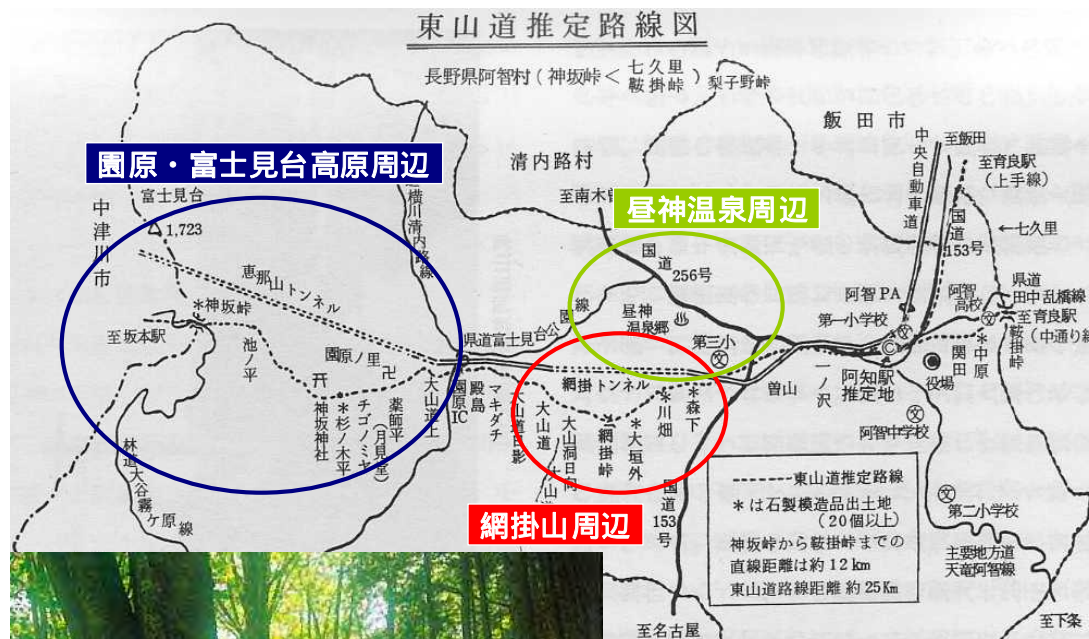 東山道推定路線図
長野県阿智村(神坂峠<七久里鞍掛峠)
梨子野峠
飯田市
園原・富士見台高原周辺
昼神温泉周辺
網掛山周辺
清内路村
至南木曽
中央自動車道
至飯田
至育良駅
(上手線)
国道153号
←七久里
中津川市
富士見台
1,723
横川清内路線
恵那山トンネル
国道256号
*神坂峠
至坂本駅
池ノ平
園原ノ里
昼神温泉郷
県道富士見台公園線
第三小
文
阿智PA
第一小学校
阿智高校
県道
田中乱橋線
至育良駅
(中通り線)
鞍掛峠
*中原
関田
役場
阿知駅
推定地
阿智中学校
曽山
一ノ沢
網掛トンネル
神坂神社
*杉ノ木平
チゴノミヤ
薬師平
(月見堂)
大山道上
園原IC
殿島
マキダチ
大山道下影
大山道
大山洞日向
網掛峠
*大垣外
*川畑
*森下
林道大谷霧ケ原線
国道153号
第二小学校
主要地方道
天竜阿智線
至下条
至名古屋
東山道推定路線
*は石製模造品出土地
(20個以上)
神坂峠から鞍掛峠までの
直線距離は約12km
東山道路線距離 約25Km